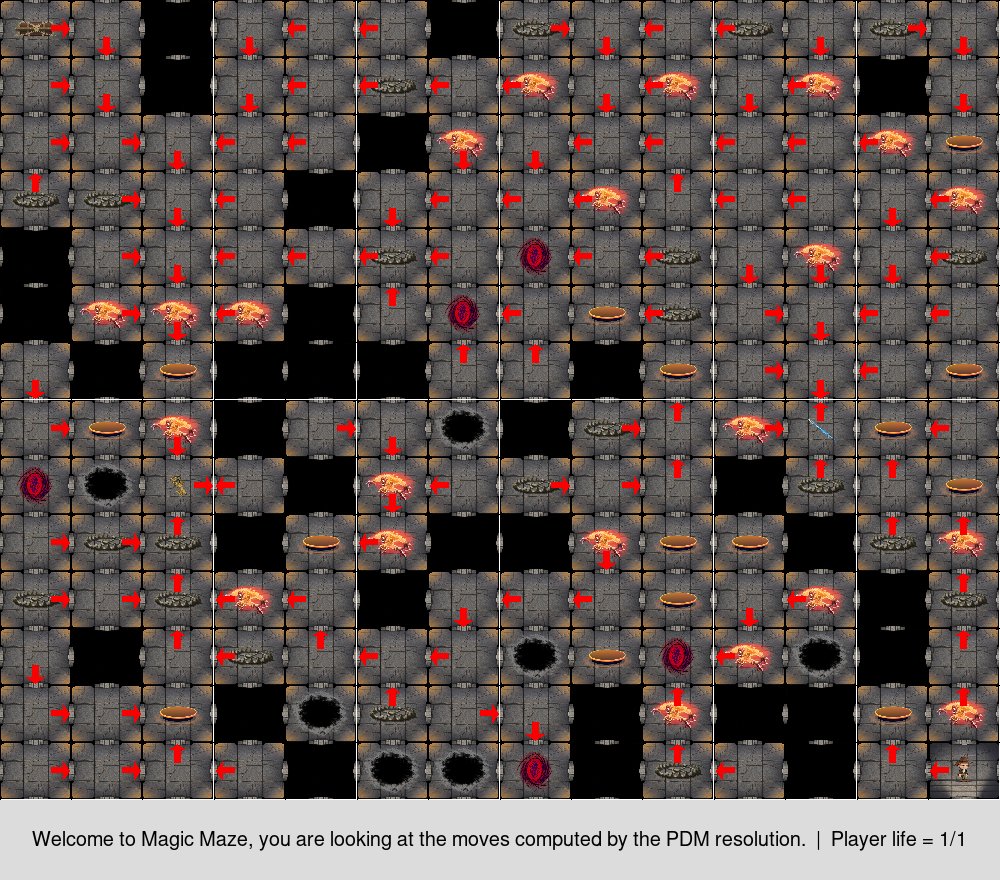 Welcome to Magic Maze, you are looking at the moves computed by the PDM resolution.  |  Player life = 1/1